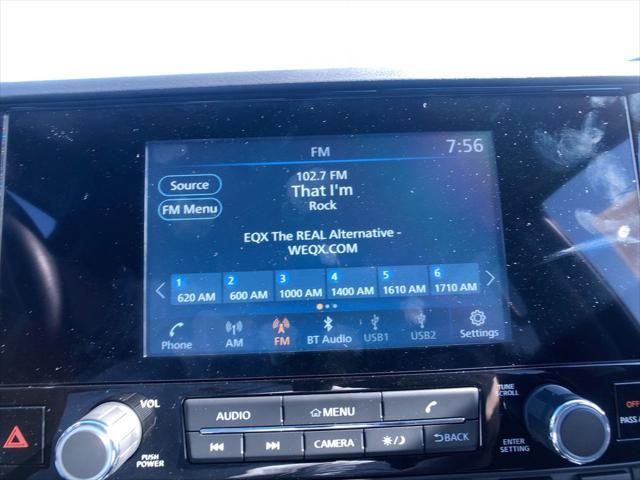 FM
7:56
Source
FM Menu
102.7 FM
That I'm
Rock
EQX The REAL Alternative -
WEQX.COM
1 2 3 4 5 6
620 AM 600 AM 1000 AM 1400 AM 1610 AM 1710 AM
Phone AM FM BT Audio USB1 USB2 Settings
VOL
PUSH
POWER
AUDIO MENU
CAMERA BACK
TUNE
SCROLL
ENTER
SETTING
OFF
PASS